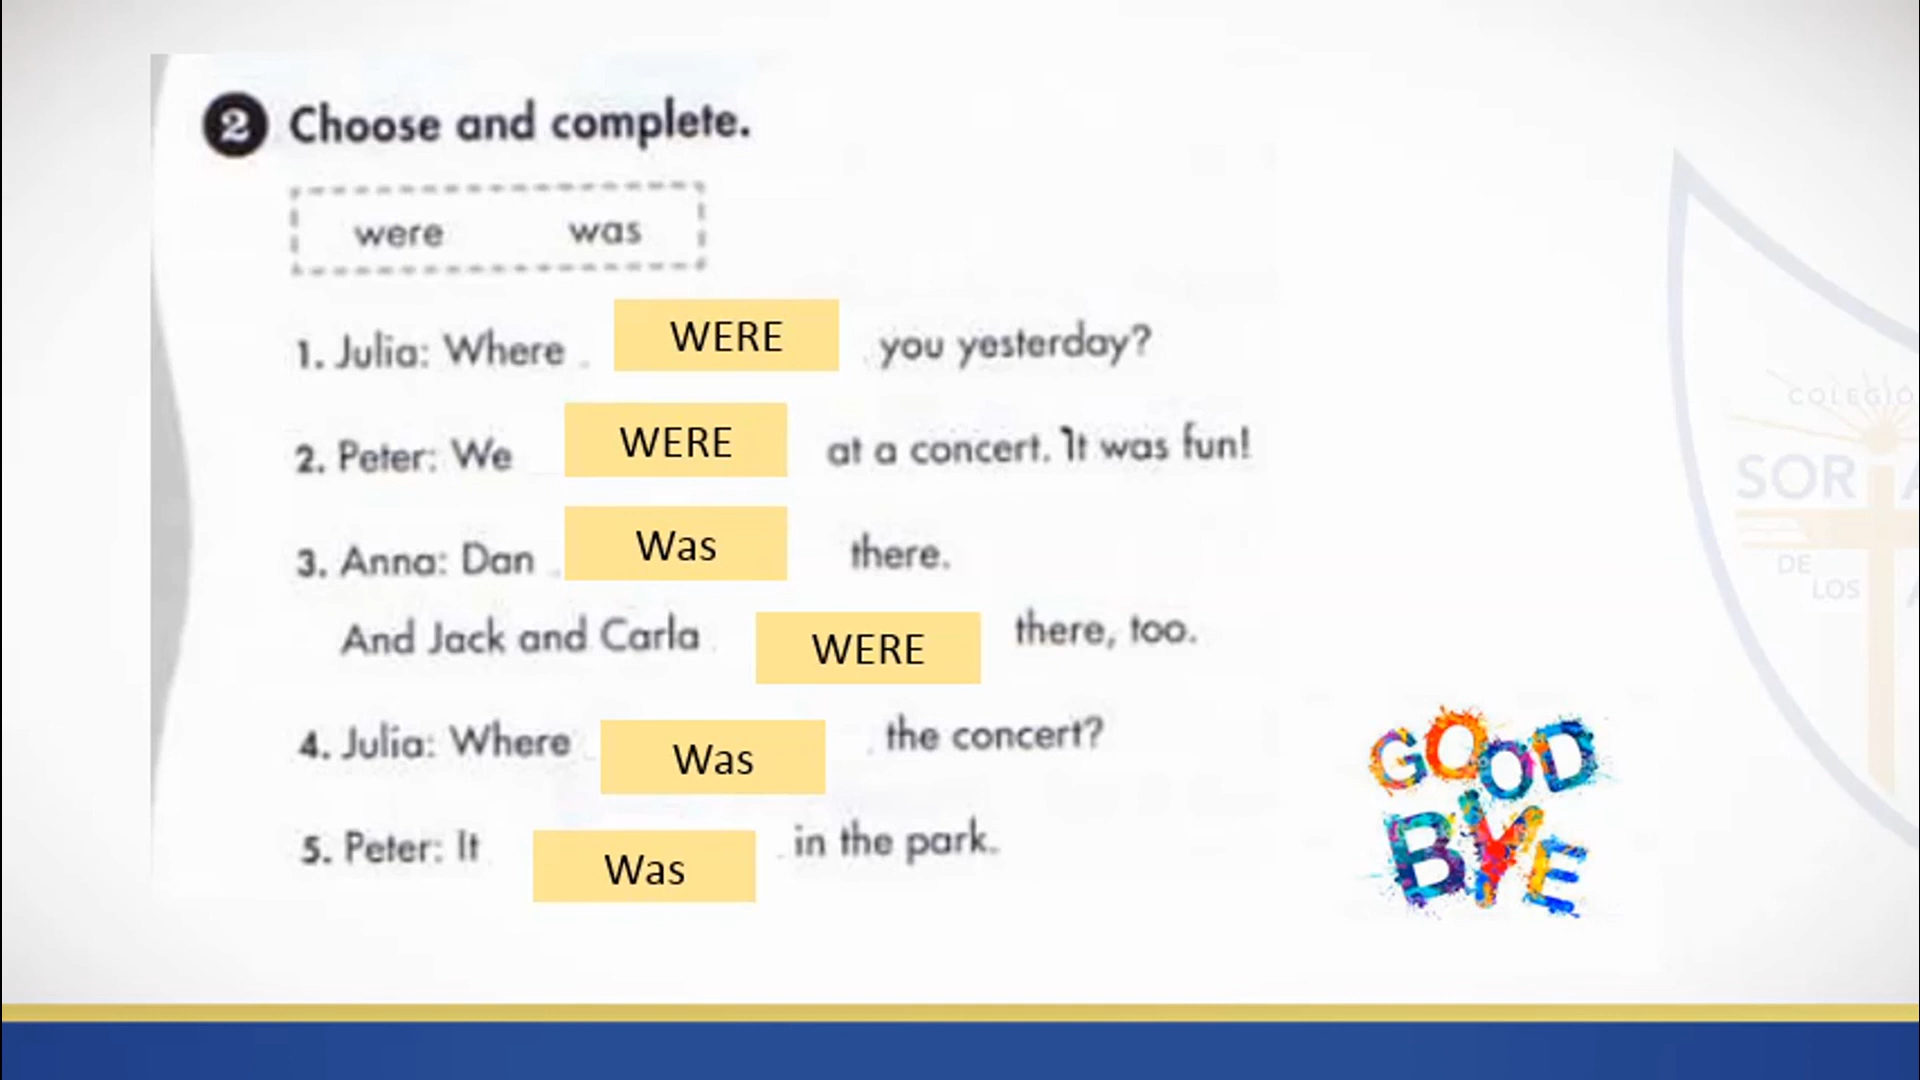 2 Choose and complete.
were was
1. Julia: Where WERE you yesterday?
2. Peter: We WERE at a concert. It was fun!
3. Anna: Dan Was there.
And Jack and Carla WERE there, too.
4. Julia: Where Was the concert?
5. Peter: It Was in the park.
GOOD
BYE
COLEGIO
SOR
DE
LOS